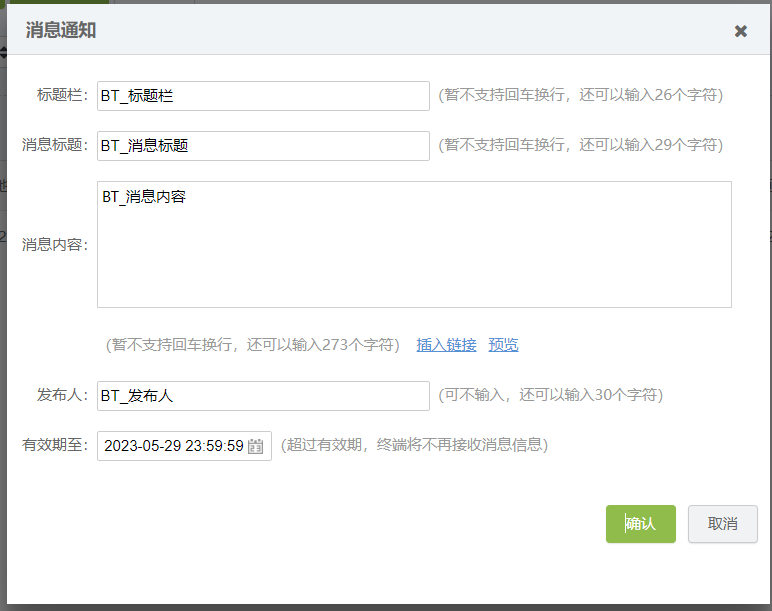 消息通知
标题栏: BT_标题栏 (暂不支持回车换行，还可以输入26个字符)
消息标题: BT_消息标题 (暂不支持回车换行，还可以输入29个字符)
消息内容: BT_消息内容
(暂不支持回车换行，还可以输入273个字符) 插入链接 预览
发布人: BT_发布人 (可不输入，还可以输入30个字符)
有效期至: 2023-05-29 23:59:59 (超过有效期，终端将不再接收消息信息)
确认 取消